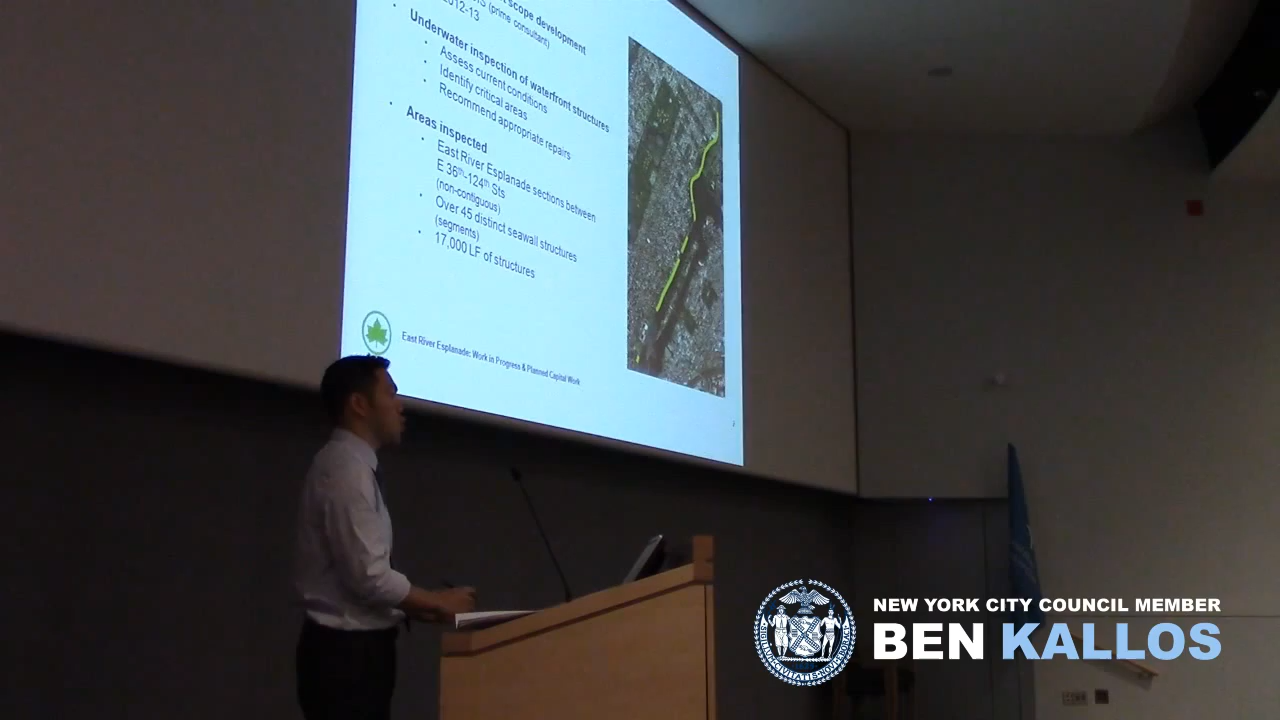 scope development
(prime consultant)
2012-13
Underwater inspection of waterfront structures
Assess current conditions
Identify critical areas
Recommend appropriate repairs
Areas inspected
East River Esplanade sections between
E 36th-124th Sts
(non-contiguous)
Over 45 distinct seawall structures
(segments)
17,000 LF of structures
East River Esplanade: Work in Progress & Planned Capital Work
NEW YORK CITY COUNCIL MEMBER
BEN KALLOS